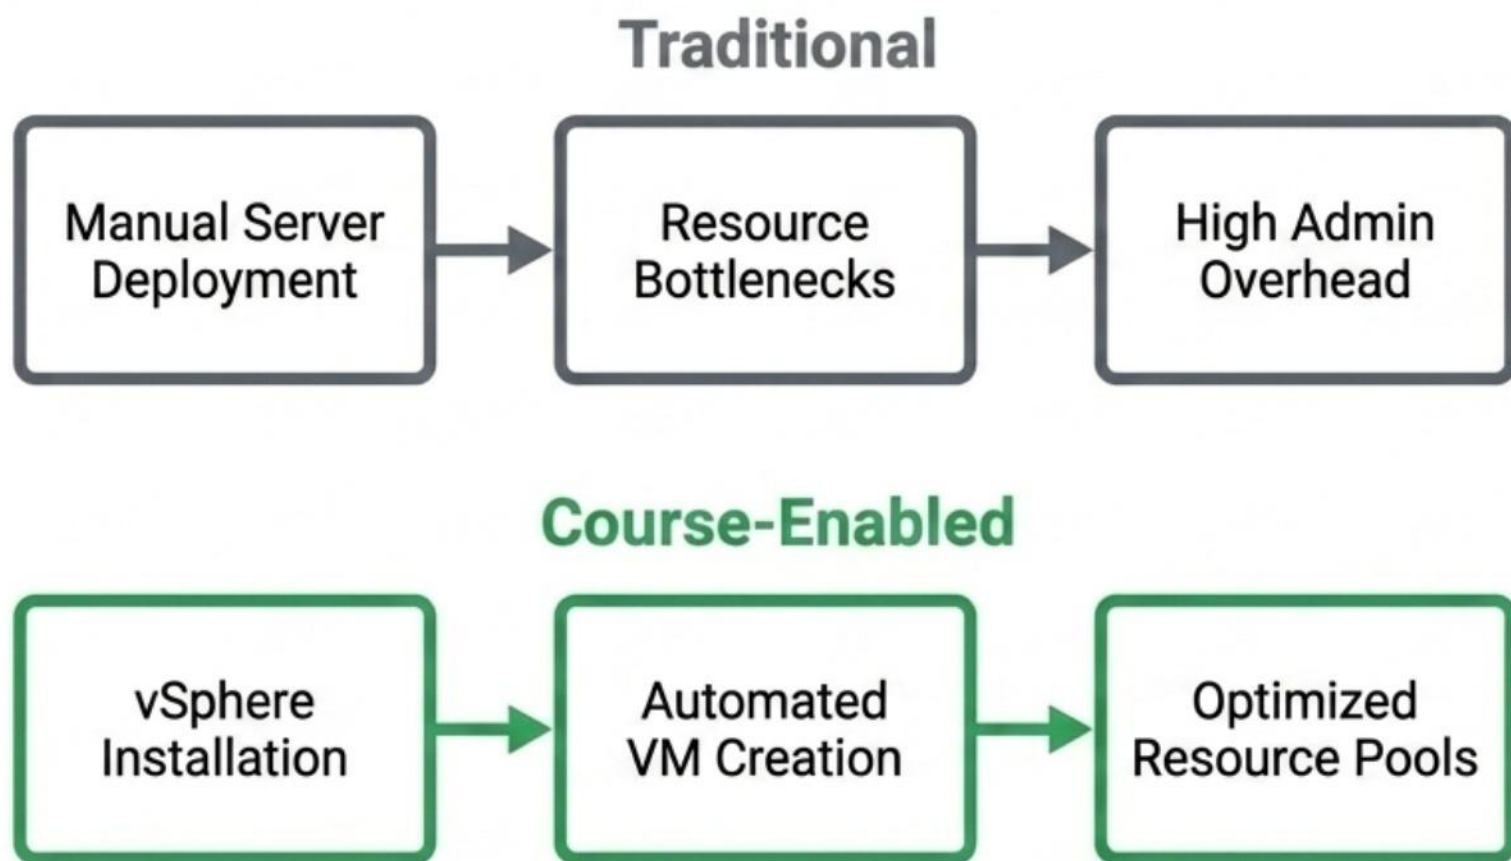 Traditional
Manual Server
Deployment
Resource
Bottlenecks
High Admin
Overhead
Course-Enabled
vSphere
Installation
Automated
VM Creation
Optimized
Resource Pools